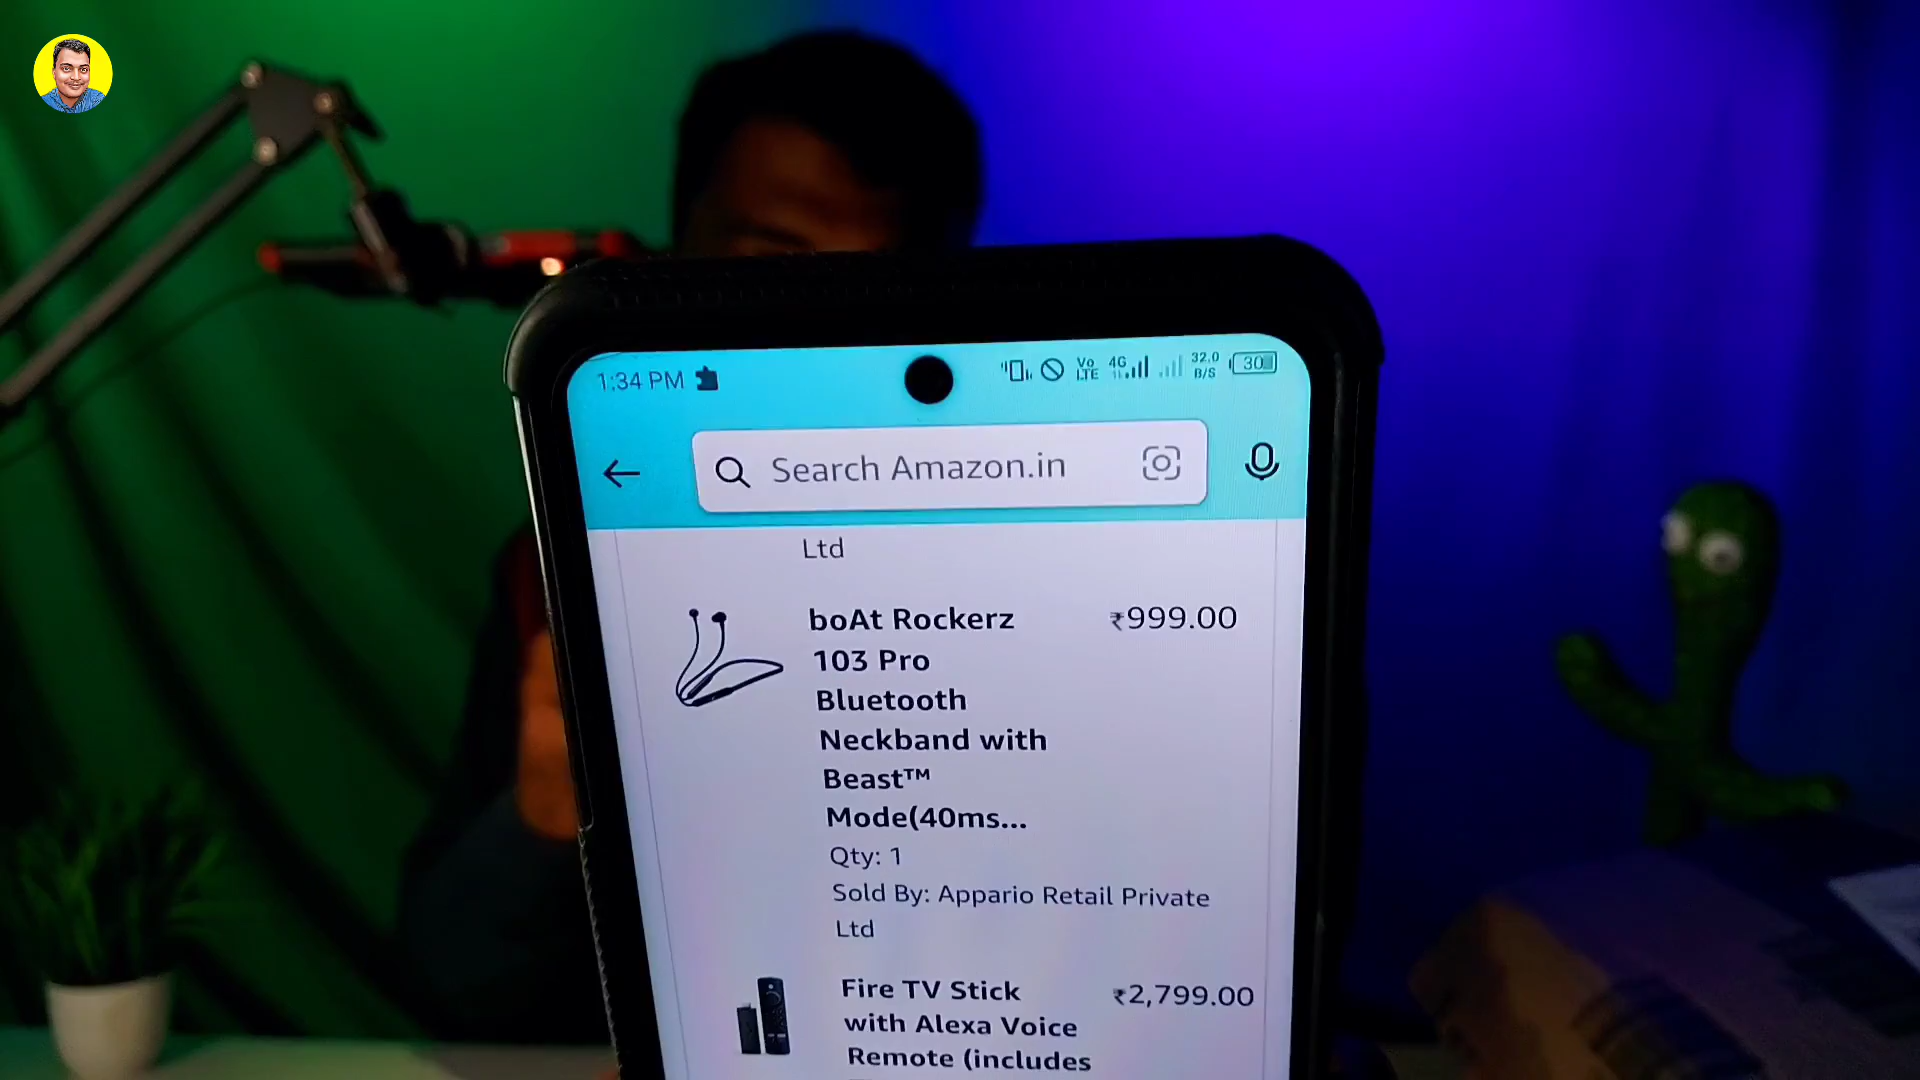 1:34 PM
Vo LTE 4G 32.0 B/S 30
Search Amazon.in
Ltd
boAt Rockerz ₹999.00
103 Pro
Bluetooth
Neckband with
Beast™
Mode(40ms...
Qty: 1
Sold By: Appario Retail Private
Ltd
Fire TV Stick ₹2,799.00
with Alexa Voice
Remote (includes